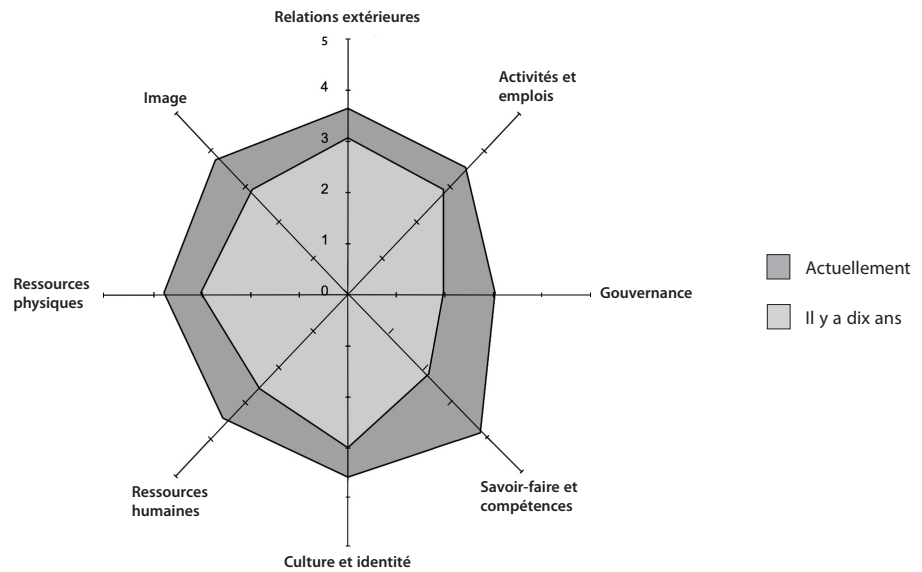 Relations extérieures
5
4
3
2
1
0
Activités et
emplois
Image
Ressources
physiques
Gouvernance
Ressources
humaines
Savoir-faire et
compétences
Culture et identité
Actuellement
Il y a dix ans